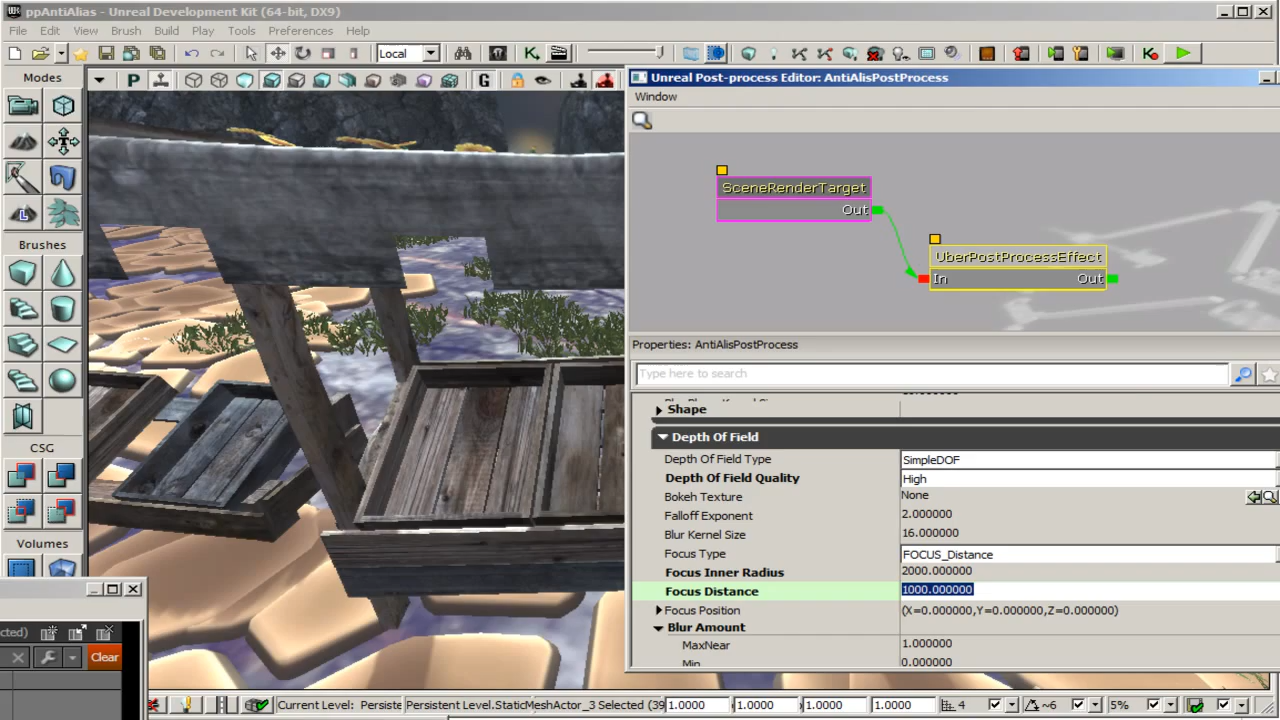 ppAntiAlias - Unreal Development Kit (64-bit, DX9)
File Edit View Brush Build Play Tools Preferences Help
Local
Modes
P
G
Unreal Post-process Editor: AntiAlisPostProcess
Window
SceneRenderTarget
Out
UberPostProcessEffect
In Out
Brushes
Properties: AntiAlisPostProcess
Type here to search
Shape
Depth Of Field
Depth Of Field Type SimpleDOF
Depth Of Field Quality High
Bokeh Texture None
Falloff Exponent 2.000000
Blur Kernel Size 16.000000
Focus Type FOCUS_Distance
Focus Inner Radius 2000.000000
Focus Distance 1000.000000
Focus Position (X=0.000000,Y=0.000000,Z=0.000000)
Blur Amount
MaxNear 1.000000
Min 0.000000
CSG
Volumes
cted)
Clear
Current Level: Persiste Persistent Level.StaticMeshActor_3 Selected (39 1.0000 1.0000 1.0000 1.0000 4 ~6 5%